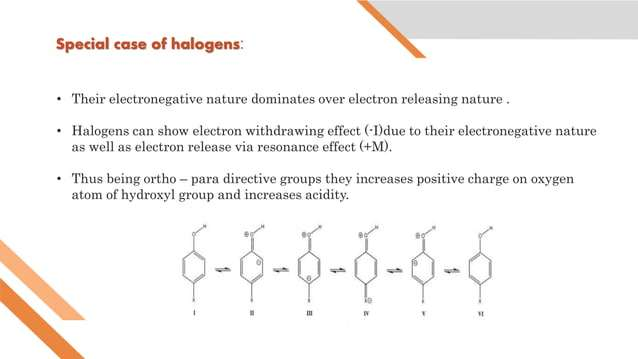 Special case of halogens:
• Their electronegative nature dominates over electron releasing nature .
• Halogens can show electron withdrawing effect (-I)due to their electronegative nature
as well as electron release via resonance effect (+M).
• Thus being ortho – para directive groups they increases positive charge on oxygen
atom of hydroxyl group and increases acidity.
I II III IV V VI